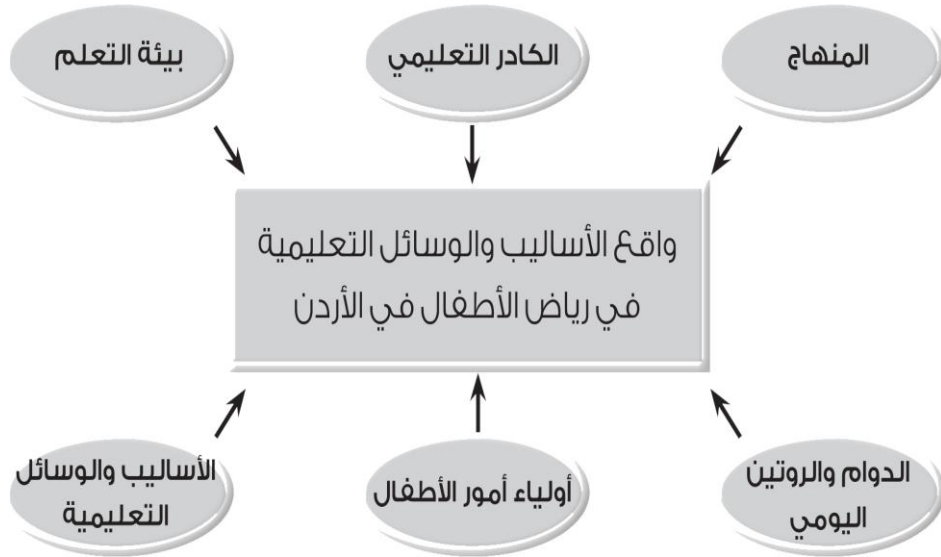 المنهاج
الكادر التعليمي
بيئة التعلم
واقع الأساليب والوسائل التعليمية
في رياض الأطفال في الأردن
الدوام والروتين
اليومي
أولياء أمور الأطفال
الأساليب والوسائل
التعليمية